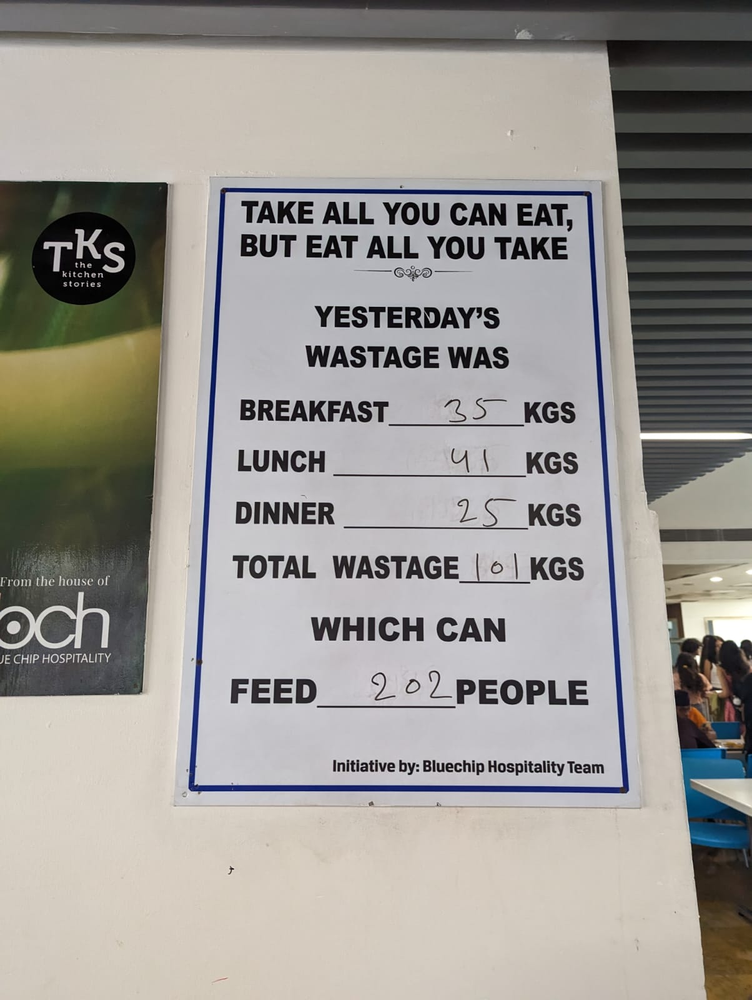 TKS
the
kitchen
stories
From the house of
och
UE CHIP HOSPITALITY
TAKE ALL YOU CAN EAT,
BUT EAT ALL YOU TAKE
YESTERDAY'S
WASTAGE WAS
BREAKFAST 35 KGS
LUNCH 41 KGS
DINNER 25 KGS
TOTAL WASTAGE 101 KGS
WHICH CAN
FEED 202 PEOPLE
Initiative by: Bluechip Hospitality Team